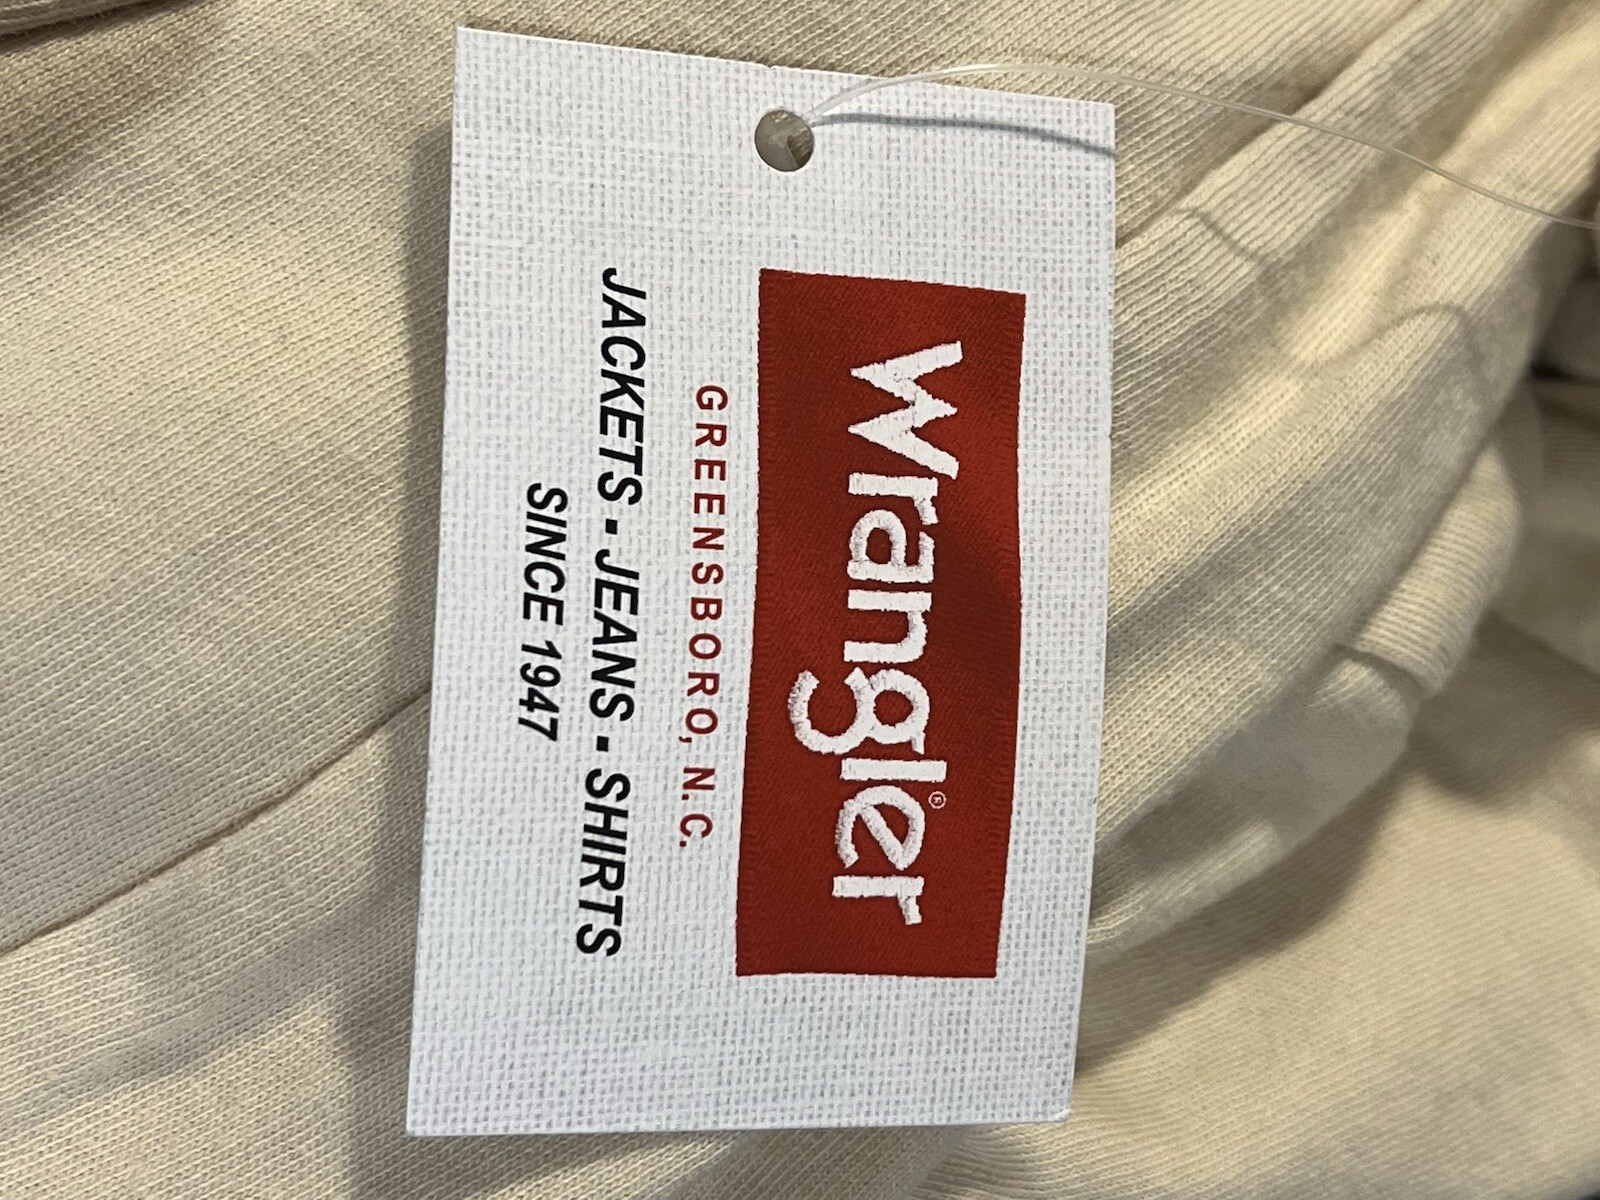 Wrangler®
GREENSBORO, N.C.
JACKETS - JEANS - SHIRTS
SINCE 1947